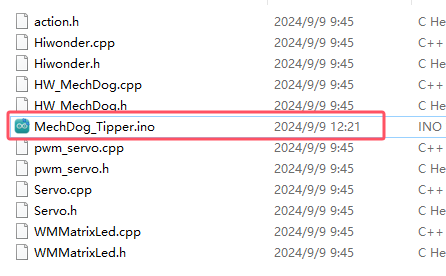 action.h 2024/9/9 9:45 C He
Hiwonder.cpp 2024/9/9 9:45 C++
Hiwonder.h 2024/9/9 9:45 C He
HW_MechDog.cpp 2024/9/9 9:45 C++
HW_MechDog.h 2024/9/9 9:45 C He
MechDog_Tipper.ino 2024/9/9 12:21 INO
pwm_servo.cpp 2024/9/9 9:45 C++
pwm_servo.h 2024/9/9 9:45 C He
Servo.cpp 2024/9/9 9:45 C++
Servo.h 2024/9/9 9:45 C He
WMMatrixLed.cpp 2024/9/9 9:45 C++
WMMatrixLed.h 2024/9/9 9:45 C He